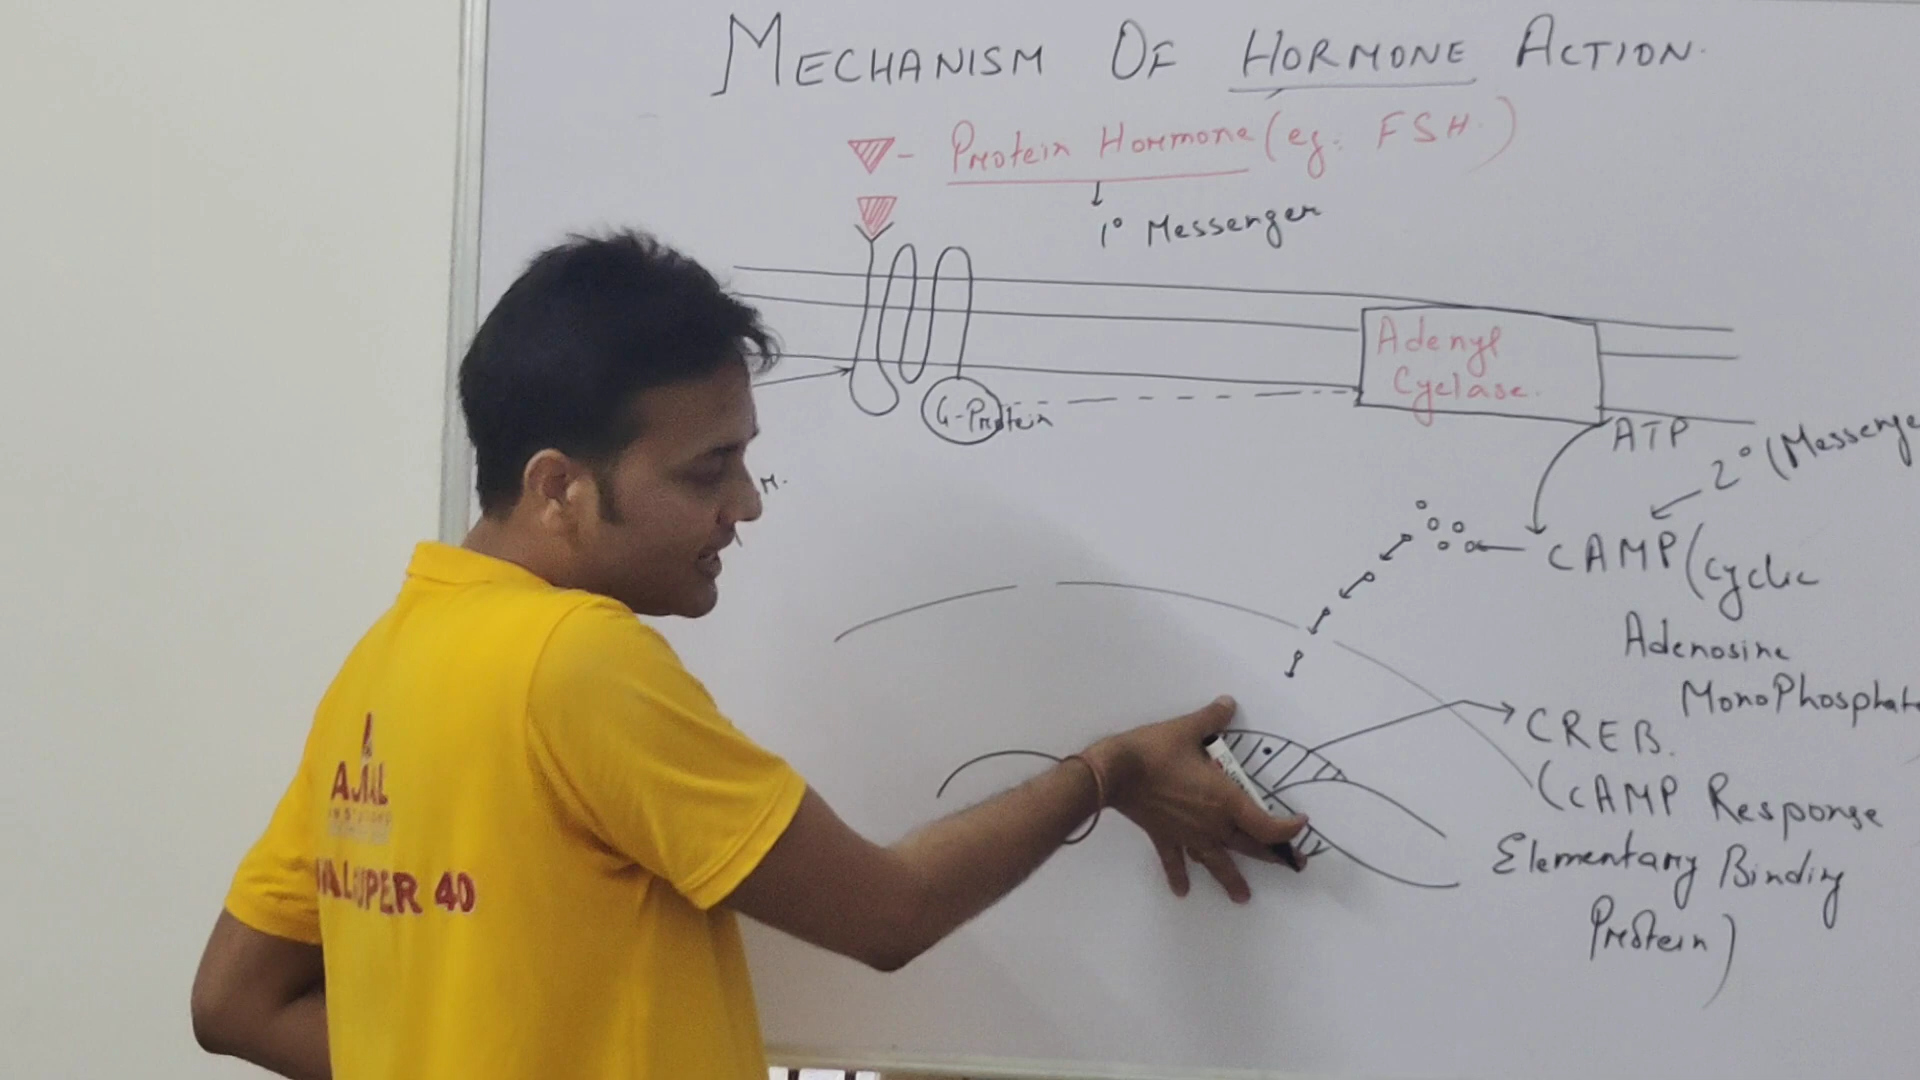 MECHANISM OF HORMONE ACTION.
- Protein Hormone (eg: FSH.)
1° Messenger
Adenyl
Cyclase.
G-Protein
ATP
2° (Messenge
M.
CAMP (cyclic
Adenosine
MonoPhosphat
CREB.
(CAMP Response
Elementary Binding
Protein)
SUPER 40